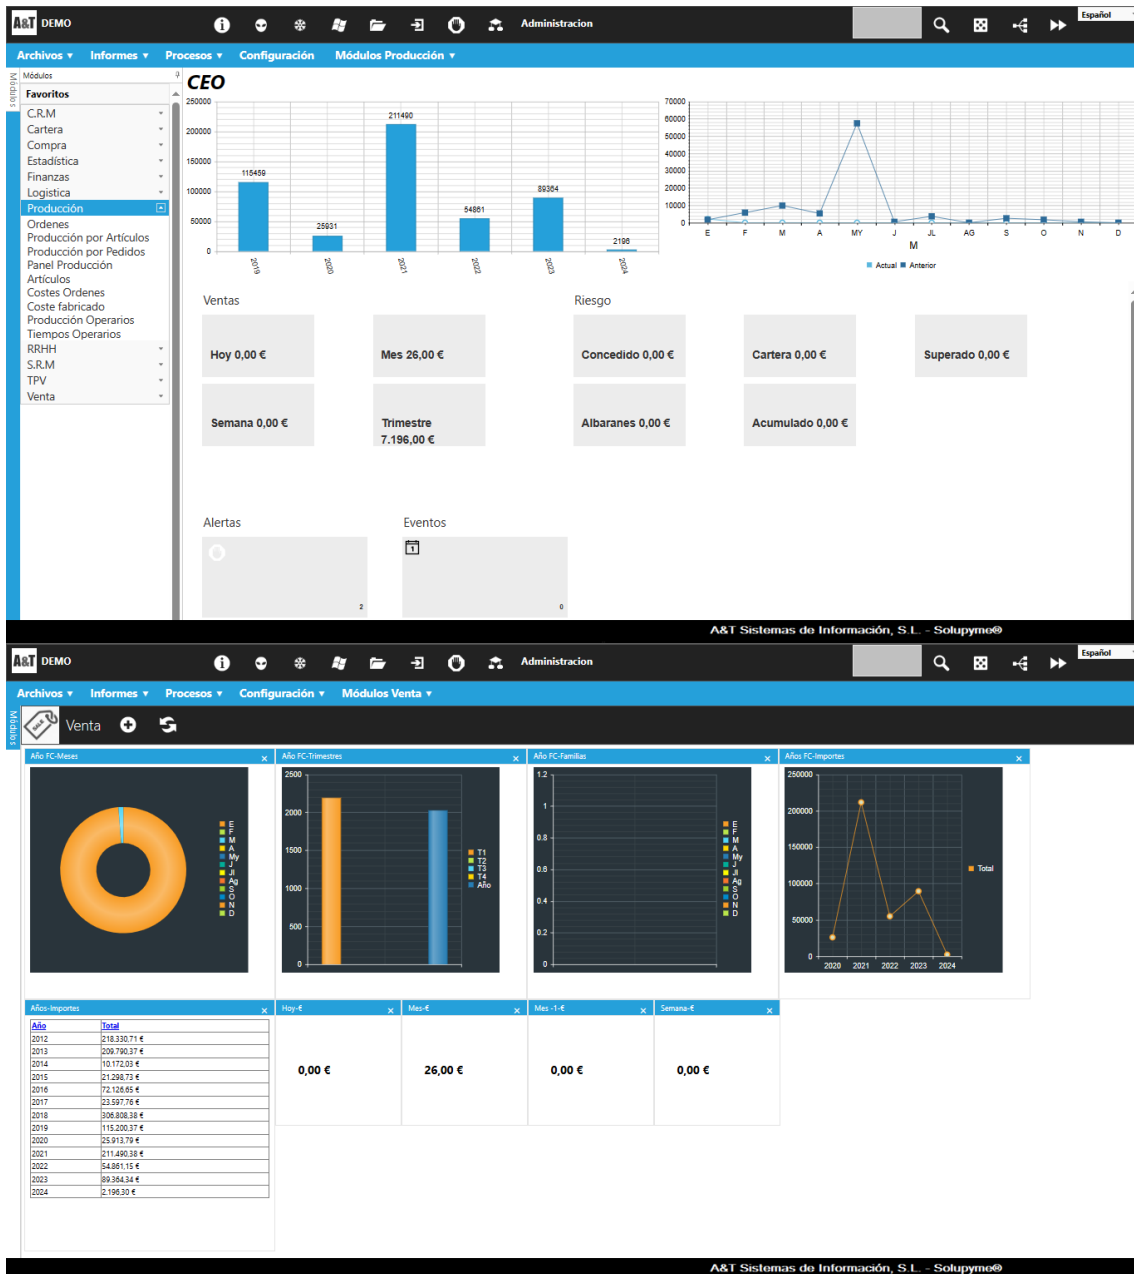 A&T DEMO Administracion Español
Archivos Informes Procesos Configuración Módulos Producción
Módulos
Módulos
Favoritos
C.R.M
Cartera
Compra
Estadística
Finanzas
Logistica
Producción
Ordenes
Producción por Artículos
Producción por Pedidos
Panel Producción
Artículos
Costes Ordenes
Coste fabricado
Producción Operarios
Tiempos Operarios
RRHH
S.R.M
TPV
Venta
CEO
250000
200000
150000
100000
50000
0
115459
25931
211490
54861
89364
2196
2019 2020 2021 2022 2023 2024
70000
60000
50000
40000
30000
20000
10000
0
E F M A MY J JL AG S O N D
M
Actual Anterior
Ventas
Hoy 0,00 €
Mes 26,00 €
Semana 0,00 €
Trimestre
7.196,00 €
Riesgo
Concedido 0,00 €
Cartera 0,00 €
Superado 0,00 €
Albaranes 0,00 €
Acumulado 0,00 €
Alertas
2
Eventos
1
0
A&T Sistemas de Información, S.L. - Solupyme®
A&T DEMO Administracion Español
Archivos Informes Procesos Configuración Módulos Venta
Módulos
SALE Venta
Año FC-Meses
E
F
M
A
My
J
Jl
Ag
S
O
N
D
Año FC-Trimestres
2500
2000
1500
1000
500
0
T1
T2
T3
T4
Año
Año FC-Familias
1.2
1
0.8
0.6
0.4
0.2
0
E
F
M
A
My
J
Jl
Ag
S
O
N
D
Años FC-Importes
250000
200000
150000
100000
50000
0
2020 2021 2022 2023 2024
Total
Años-Importes
Año Total
2012 218.330,71 €
2013 209.790,37 €
2014 10.172,03 €
2015 21.298,73 €
2016 72.126,65 €
2017 23.597,76 €
2018 306.808,38 €
2019 115.200,37 €
2020 25.913,79 €
2021 211.490,38 €
2022 54.861,15 €
2023 89.364,34 €
2024 2.196,30 €
Hoy-€
0,00 €
Mes-€
26,00 €
Mes -1-€
0,00 €
Semana-€
0,00 €
A&T Sistemas de Información, S.L. - Solupyme®